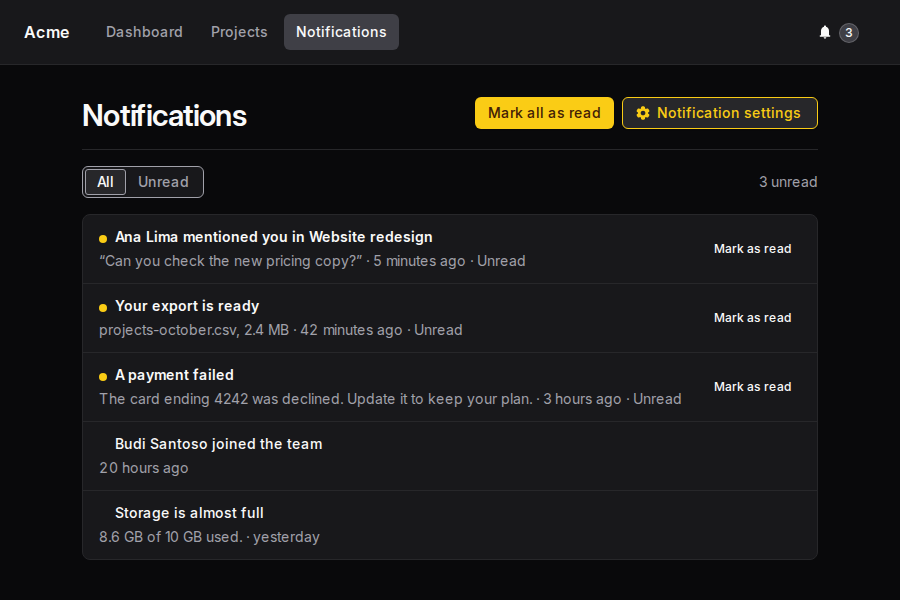 Acme Dashboard Projects Notifications 3
Notifications Mark all as read Notification settings
All Unread 3 unread
Ana Lima mentioned you in Website redesign
“Can you check the new pricing copy?” · 5 minutes ago · Unread
Mark as read
Your export is ready
projects-october.csv, 2.4 MB · 42 minutes ago · Unread
Mark as read
A payment failed
The card ending 4242 was declined. Update it to keep your plan. · 3 hours ago · Unread
Mark as read
Budi Santoso joined the team
20 hours ago
Storage is almost full
8.6 GB of 10 GB used. · yesterday